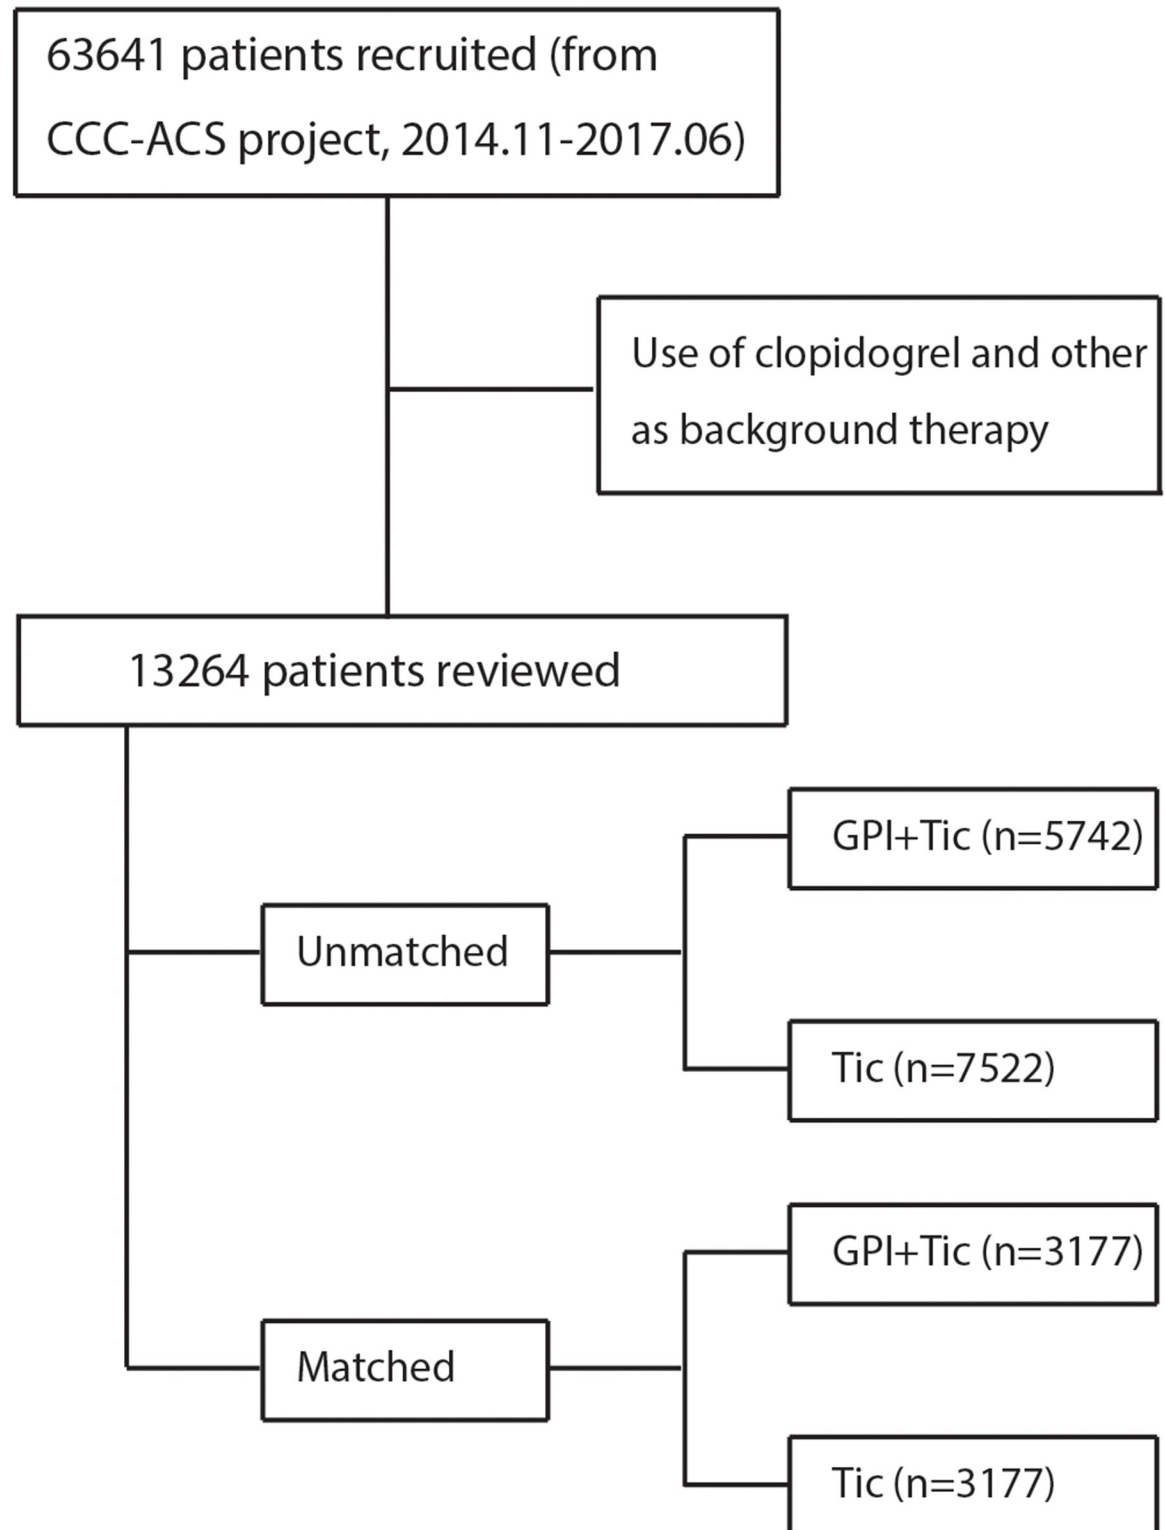 63641 patients recruited (from
CCC-ACS project, 2014.11-2017.06)
Use of clopidogrel and other
as background therapy
13264 patients reviewed
GPI+Tic (n=5742)
Unmatched
Tic (n=7522)
GPI+Tic (n=3177)
Matched
Tic (n=3177)